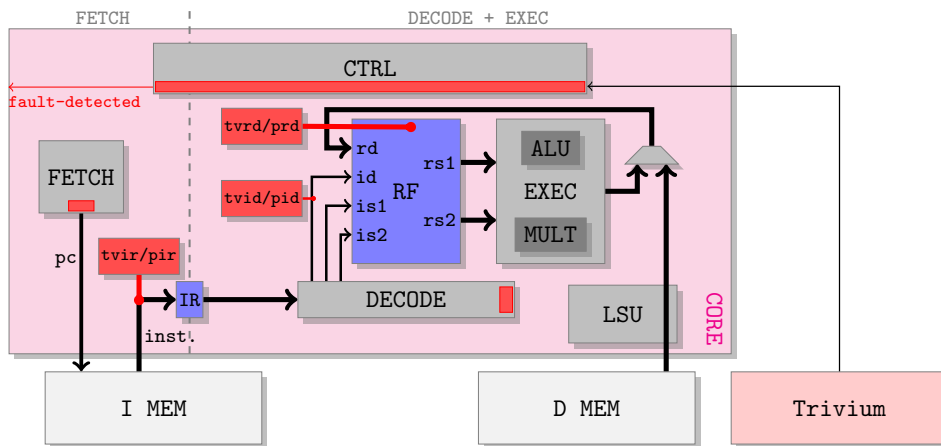 FETCH
DECODE + EXEC
CTRL
fault-detected
tvrd/prd
rd
ALU
FETCH
id
RF
rs1
EXEC
tvid/pid
is1
rs2
is2
MULT
pc
tvir/pir
IR
DECODE
LSU
CORE
inst.
I MEM
D MEM
Trivium